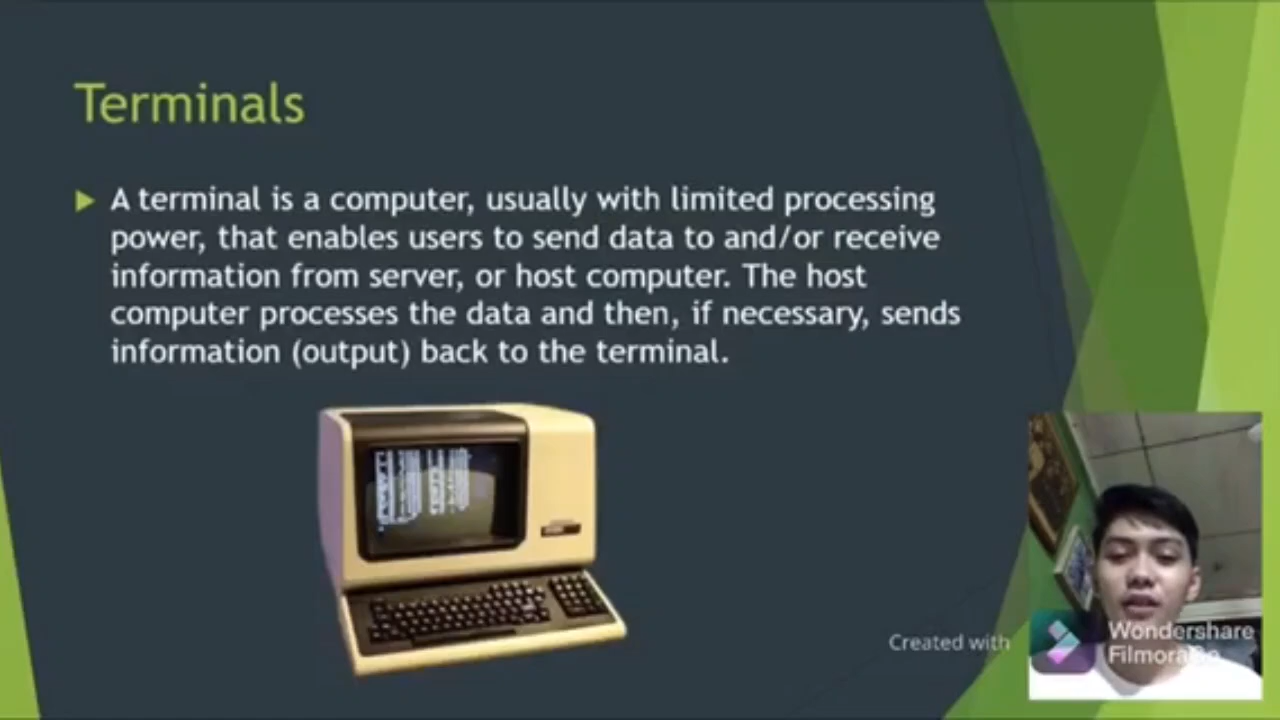 Terminals
A terminal is a computer, usually with limited processing
power, that enables users to send data to and/or receive
information from server, or host computer. The host
computer processes the data and then, if necessary, sends
information (output) back to the terminal.
Created with
Wondershare
FilmoraGo